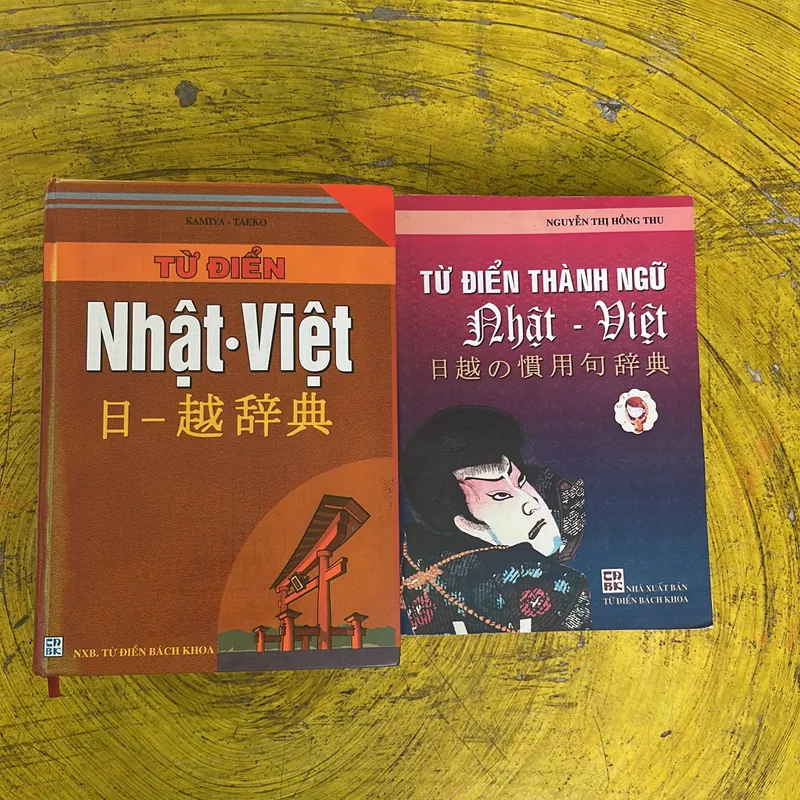 KAMIYA - TAEKO
TỪ ĐIỂN
Nhật·Việt
日－越辞典
NXB. TỪ ĐIỂN BÁCH KHOA
NGUYỄN THỊ HỒNG THU
TỪ ĐIỂN THÀNH NGỮ
Nhật - Việt
日越の慣用句辞典
NHÀ XUẤT BẢN
TỪ ĐIỂN BÁCH KHOA